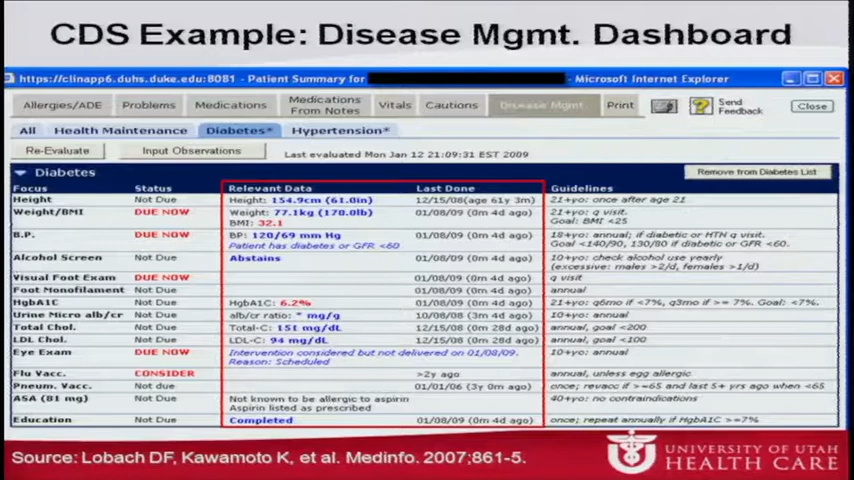 CDS Example: Disease Mgmt. Dashboard
https://clinapp6.duhs.duke.edu:8081 - Patient Summary for - Microsoft Internet Explorer
Allergies/ADE Problems Medications Medications From Notes Vitals Cautions Disease Mgmt. Print Send Feedback Close
All Health Maintenance Diabetes* Hypertension*
Re-Evaluate Input Observations Last evaluated Mon Jan 12 21:09:31 EST 2009
Diabetes Remove from Diabetes List
Focus Status Relevant Data Last Done Guidelines
Height Not Due Height: 154.9cm (61.0in) 12/15/08(age 61y 3m) 21+yo: once after age 21
Weight/BMI DUE NOW Weight: 77.1kg (170.0lb) 01/08/09 (0m 4d ago) 21+yo: q visit.
BMI: 32.1 Goal: BMI <25
B.P. DUE NOW BP: 120/69 mm Hg 01/08/09 (0m 4d ago) 18+yo: annual; if diabetic or HTN q visit.
Patient has diabetes or GFR <60 Goal <140/90, 130/80 if diabetic or GFR <60.
Alcohol Screen Not Due Abstains 01/08/09 (0m 4d ago) 10+yo: check alcohol use yearly
(excessive: males >2/d, females >1/d)
Visual Foot Exam DUE NOW 01/08/09 (0m 4d ago) q visit
Foot Monofilament Not Due 01/08/09 (0m 4d ago) annual
HgbA1C Not Due HgbA1C: 6.2% 01/08/09 (0m 4d ago) 21+yo: q6mo if <7%, q3mo if >= 7%. Goal: <7%.
Urine Micro alb/cr Not Due alb/cr ratio: * mg/g 10/08/08 (3m 4d ago) 10+yo: annual
Total Chol. Not Due Total-C: 151 mg/dL 12/15/08 (0m 28d ago) annual, goal <200
LDL Chol. Not Due LDL-C: 94 mg/dL 12/15/08 (0m 28d ago) annual, goal <100
Eye Exam DUE NOW Intervention considered but not delivered on 01/08/09. 10+yo: annual
Reason: Scheduled
Flu Vacc. CONSIDER >2y ago annual, unless egg allergic
Pneum. Vacc. Not due 01/01/06 (3y 0m ago) once; revacc if >=65 and last 5+ yrs ago when <65
ASA (81 mg) Not Due Not known to be allergic to aspirin 40+yo: no contraindications
Aspirin listed as prescribed
Education Not Due Completed 01/08/09 (0m 4d ago) once; repeat annually if HgbA1C >=7%
Source: Lobach DF, Kawamoto K, et al. Medinfo. 2007;861-5.
UNIVERSITY OF UTAH
HEALTH CARE